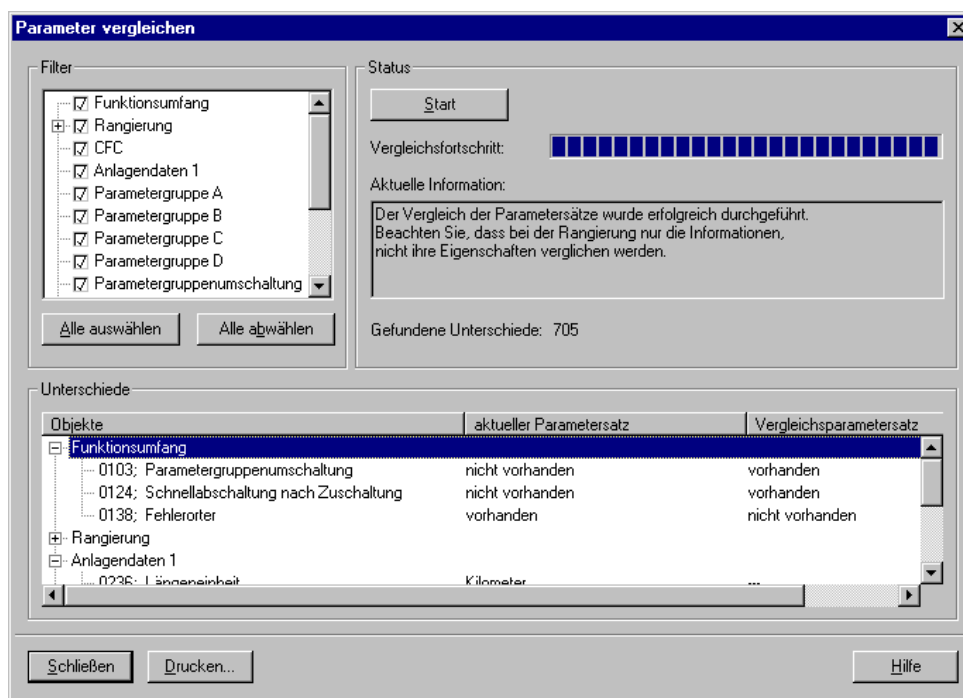 Parameter vergleichen
Filter
Funktionsumfang
Rangierung
CFC
Anlagendaten 1
Parametergruppe A
Parametergruppe B
Parametergruppe C
Parametergruppe D
Parametergruppenumschaltung
Alle auswählen
Alle abwählen
Status
Start
Vergleichsfortschritt:
Aktuelle Information:
Der Vergleich der Parametersätze wurde erfolgreich durchgeführt.
Beachten Sie, dass bei der Rangierung nur die Informationen,
nicht ihre Eigenschaften verglichen werden.
Gefundene Unterschiede: 705
Unterschiede
Objekte aktueller Parametersatz Vergleichsparametersatz
Funktionsumfang
0103; Parametergruppenumschaltung nicht vorhanden vorhanden
0124; Schnellabschaltung nach Zuschaltung nicht vorhanden vorhanden
0138; Fehlerorter vorhanden nicht vorhanden
Rangierung
Anlagendaten 1
0236; Längeneinheit Kilometer ---
Schließen
Drucken...
Hilfe